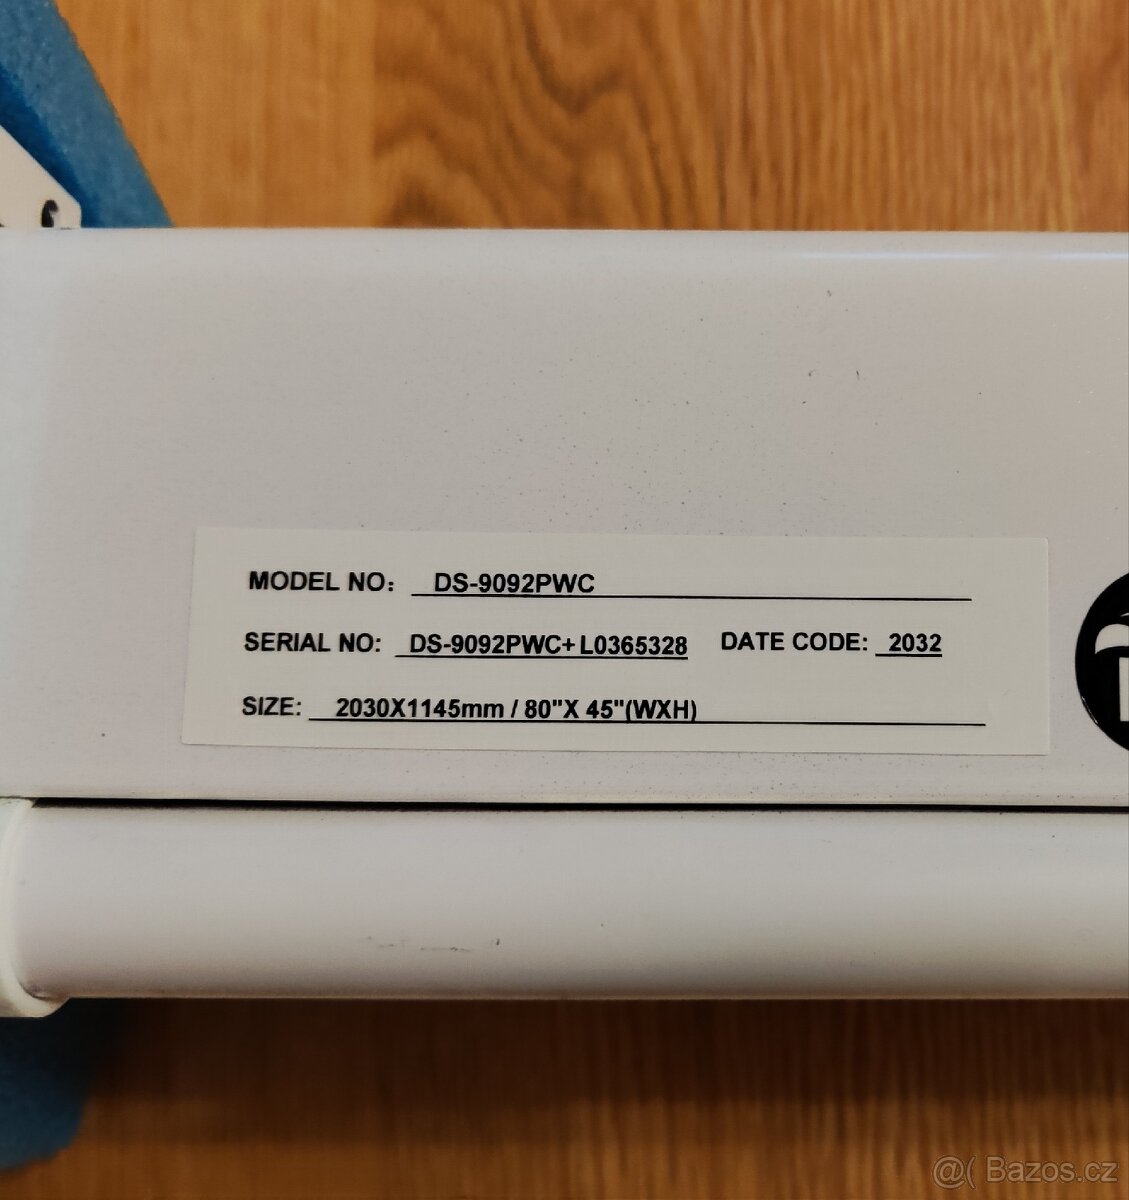 MODEL NO: DS-9092PWC
SERIAL NO: DS-9092PWC+L0365328 DATE CODE: 2032
SIZE: 2030X1145mm / 80"X 45"(WXH)
@( Bazos.cz